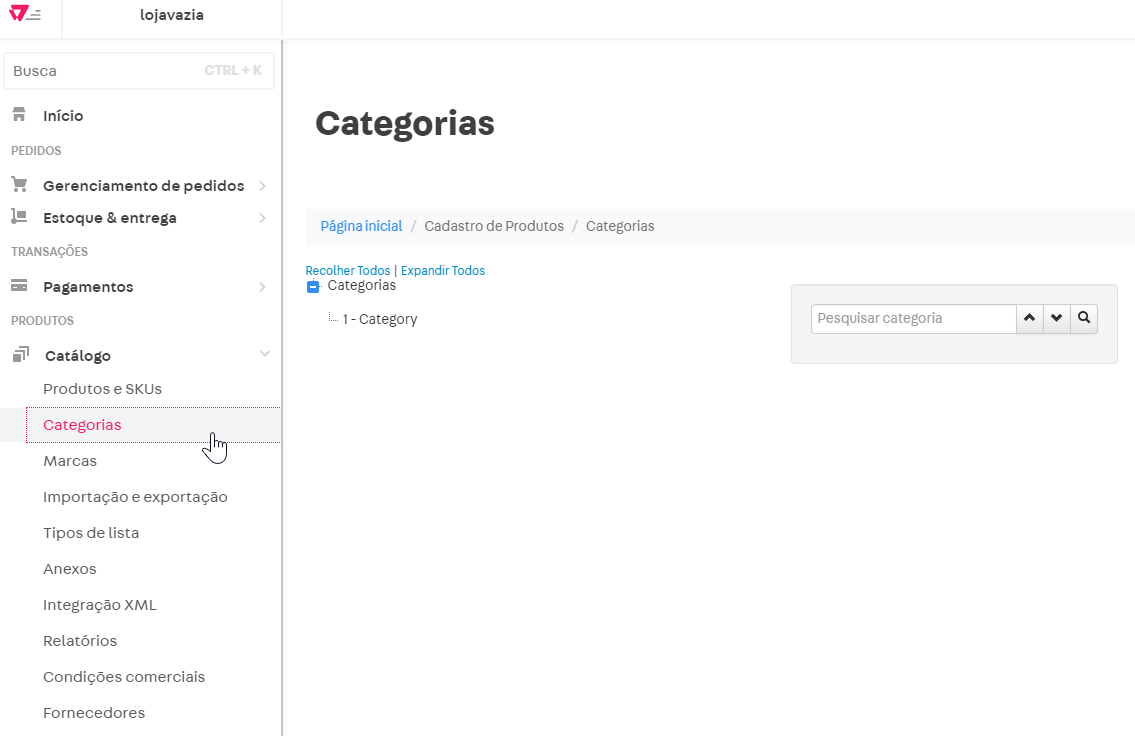 lojavazia
Busca CTRL + K
Início
PEDIDOS
Gerenciamento de pedidos
Estoque & entrega
TRANSAÇÕES
Pagamentos
PRODUTOS
Catálogo
Produtos e SKUs
Categorias
Marcas
Importação e exportação
Tipos de lista
Anexos
Integração XML
Relatórios
Condições comerciais
Fornecedores
Categorias
Página inicial / Cadastro de Produtos / Categorias
Recolher Todos | Expandir Todos
Categorias
1 - Category
Pesquisar categoria